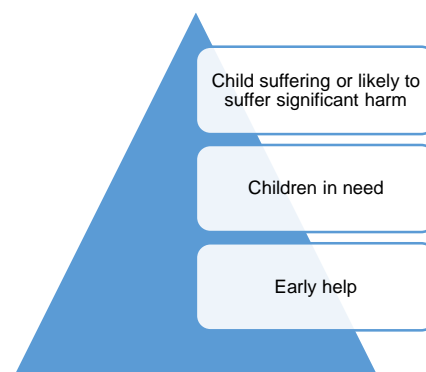 Child suffering or likely to
suffer significant harm
Children in need
Early help